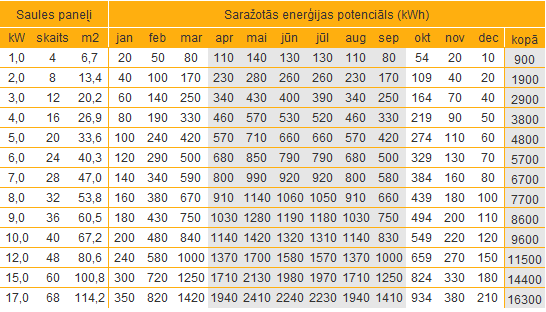 Saules paneļi Saražotās enerģijas potenciāls (kWh)
kW skaits m2 jan feb mar apr mai jūn jūl aug sep okt nov dec kopā
1,0 4 6,7 20 50 80 110 140 130 130 110 80 54 20 10 900
2,0 8 13,4 40 100 170 230 280 260 260 230 170 109 40 20 1900
3,0 12 20,2 60 140 250 340 430 400 390 340 250 164 70 40 2900
4,0 16 26,9 80 190 330 460 570 530 520 460 330 219 90 50 3800
5,0 20 33,6 100 240 420 570 710 660 660 570 420 274 110 60 4800
6,0 24 40,3 120 290 500 680 850 790 790 680 500 329 130 70 5700
7,0 28 47,0 140 340 590 800 990 920 920 800 580 384 160 80 6700
8,0 32 53,8 160 380 670 910 1140 1060 1050 910 660 439 180 100 7700
9,0 36 60,5 180 430 750 1030 1280 1190 1180 1030 750 494 200 110 8600
10,0 40 67,2 200 480 840 1140 1420 1320 1310 1140 830 549 220 120 9600
12,0 48 80,6 240 580 1000 1370 1700 1580 1570 1370 1000 659 270 150 11500
15,0 60 100,8 300 720 1250 1710 2130 1980 1970 1710 1250 824 330 180 14400
17,0 68 114,2 350 820 1420 1940 2410 2240 2230 1940 1410 934 380 210 16300